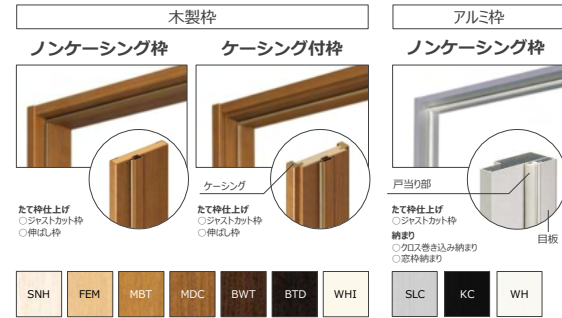 木製枠
アルミ枠
ノンケーシング枠
ケーシング付枠
ノンケーシング枠
ケーシング
戸当り部
目板
たて枠仕上げ
○ジャストカット枠
○伸ばし枠
たて枠仕上げ
○ジャストカット枠
○伸ばし枠
たて枠仕上げ
○ジャストカット枠
納まり
○クロス巻き込み納まり
○窓枠納まり
SNH
FEM
MBT
MDC
BWT
BTD
WHI
SLC
KC
WH